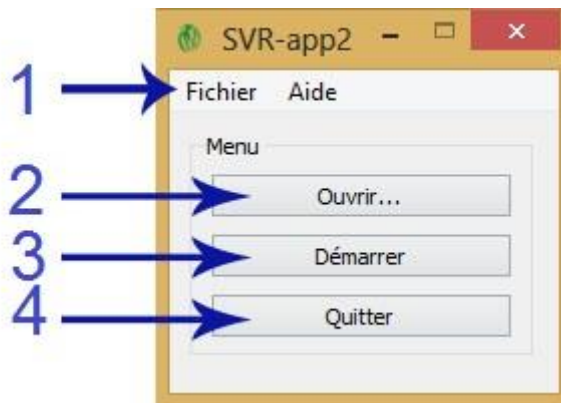 SVR-app2
1 Fichier Aide
Menu
2 Ouvrir...
3 Démarrer
4 Quitter